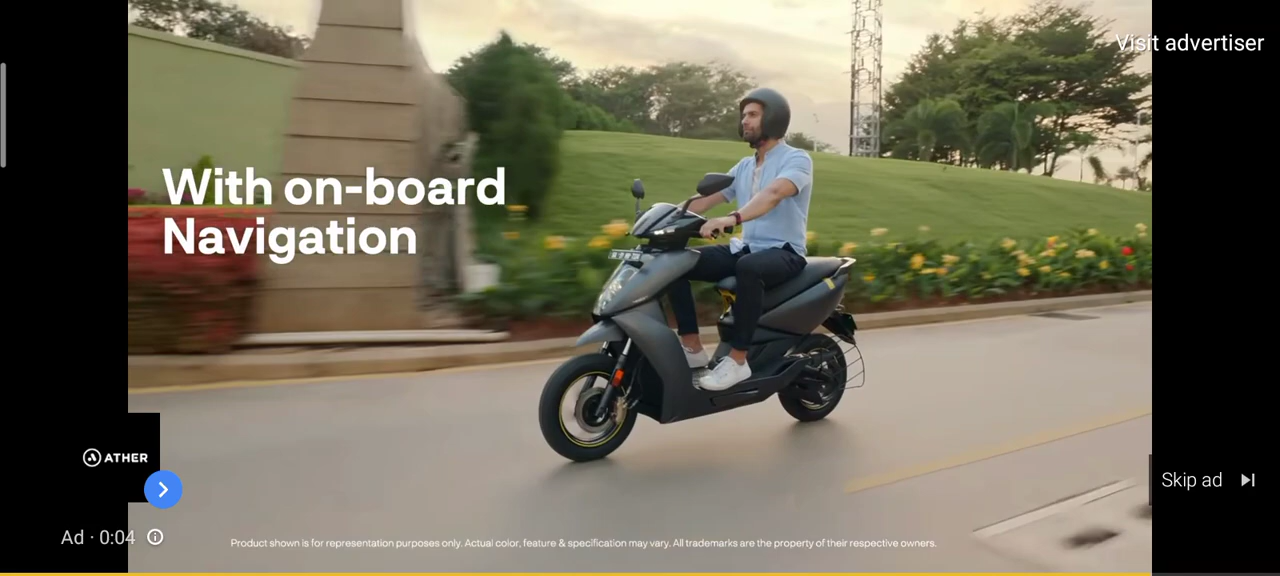 Visit advertiser
With on-board
Navigation
ATHER
Skip ad
Ad · 0:04
Product shown is for representation purposes only. Actual color, feature & specification may vary. All trademarks are the property of their respective owners.